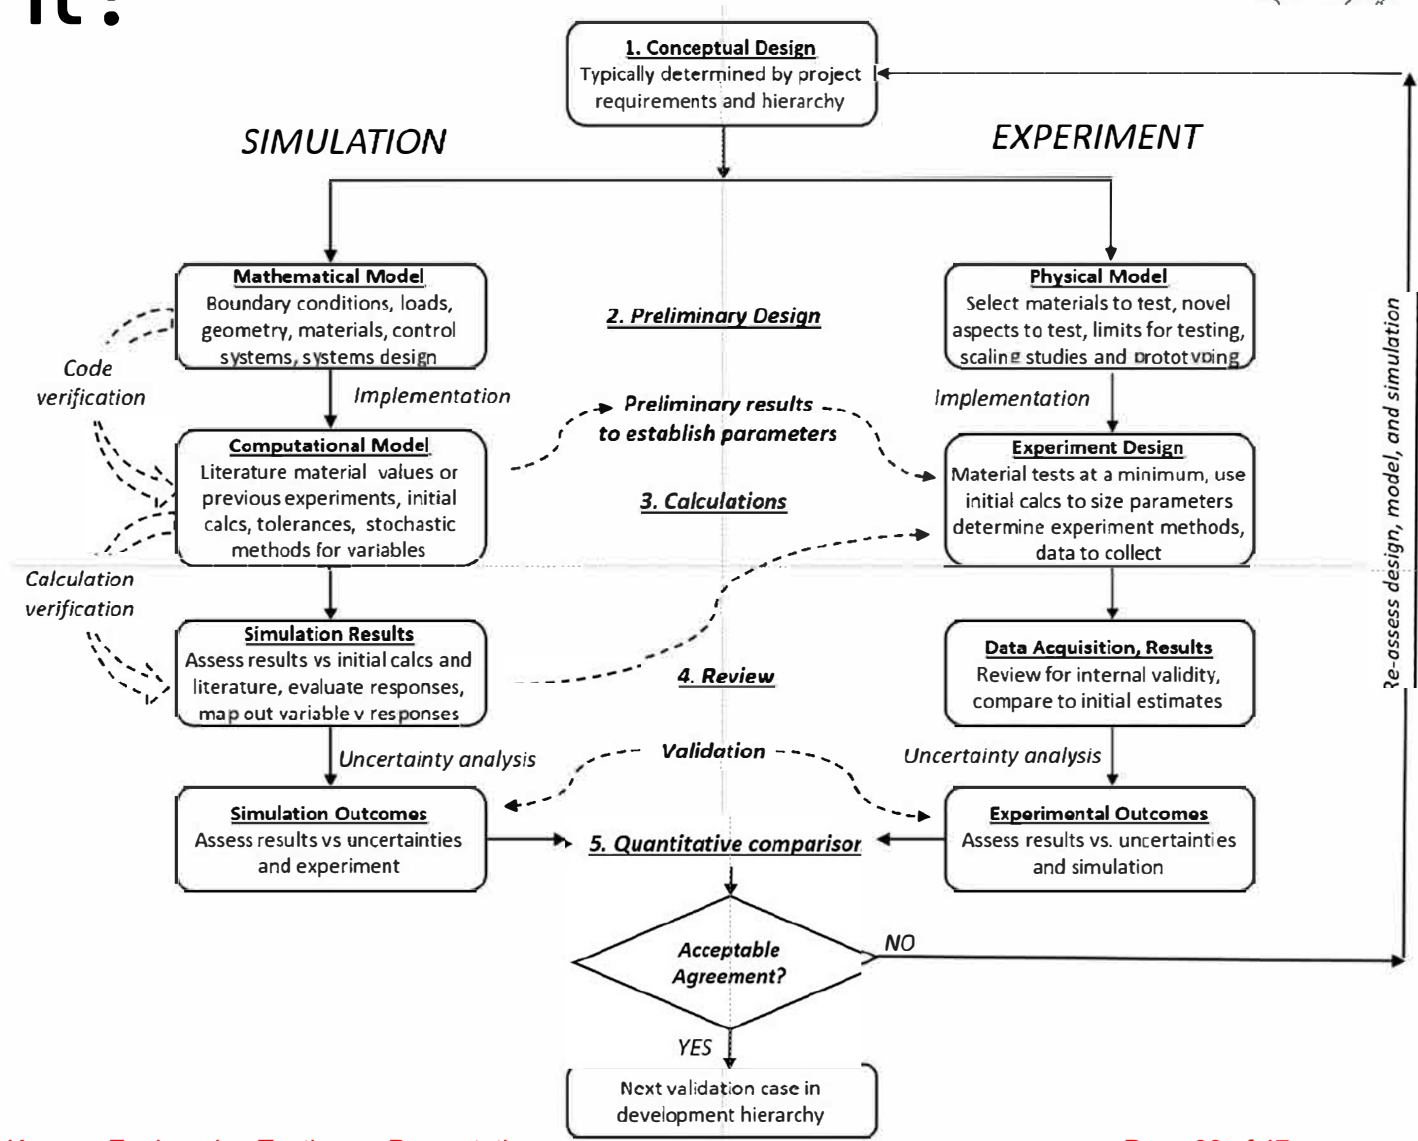 it?
1. Conceptual Design
Typically determined by project
requirements and hierarchy
SIMULATION
EXPERIMENT
Mathematical Model
Boundary conditions, loads,
geometry, materials, control
systems, systems design
2. Preliminary Design
Physical Model
Select materials to test, novel
aspects to test, limits for testing,
scaling studies and prototyping
Code
verification
Implementation
Preliminary results
to establish parameters
Implementation
Computational Model
Literature material values or
previous experiments, initial
calcs, tolerances, stochastic
methods for variables
3. Calculations
Experiment Design
Material tests at a minimum, use
initial calcs to size parameters
determine experiment methods,
data to collect
Re-assess design, model, and simulation
Calculation
verification
Simulation Results
Assess results vs initial calcs and
literature, evaluate responses,
map out variable v responses
4. Review
Data Acquisition, Results
Review for internal validity,
compare to initial estimates
Uncertainty analysis
Validation
Uncertainty analysis
Simulation Outcomes
Assess results vs uncertainties
and experiment
5. Quantitative comparison
Experimental Outcomes
Assess results vs. uncertainties
and simulation
Acceptable
Agreement?
NO
YES
Next validation case in
development hierarchy